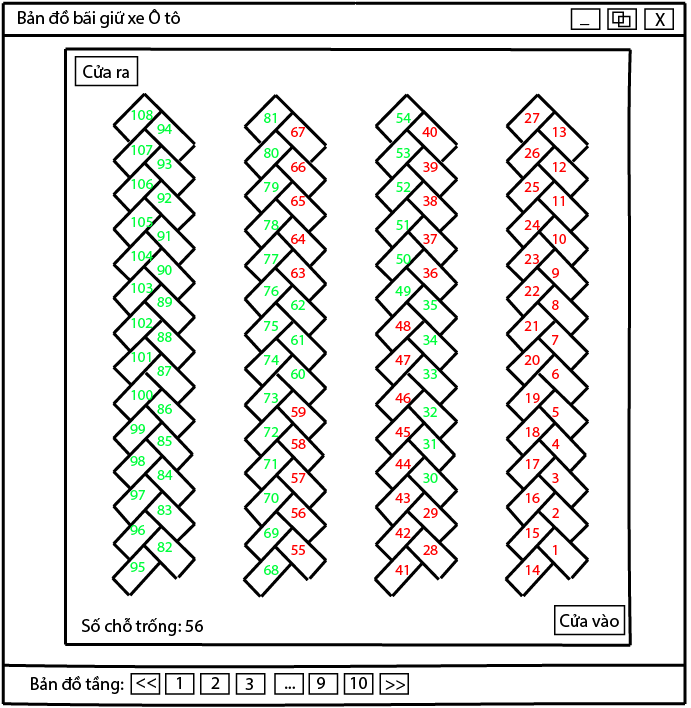 Bản đồ bãi giữ xe Ô tô _ X
Cửa ra
108 81 54 27
94 67 40 13
107 80 53 26
93 66 39 12
106 79 52 25
92 65 38 11
105 78 51 24
91 64 37 10
104 77 50 23
90 63 36 9
103 76 49 22
89 62 35 8
102 75 48 21
88 61 34 7
101 74 47 20
87 60 33 6
100 73 46 19
86 59 32 5
99 72 45 18
85 58 31 4
98 71 44 17
84 57 30 3
97 70 43 16
83 56 29 2
96 69 42 15
82 55 28 1
95 68 41 14
Số chỗ trống: 56
Cửa vào
Bản đồ tầng: << 1 2 3 ... 9 10 >>